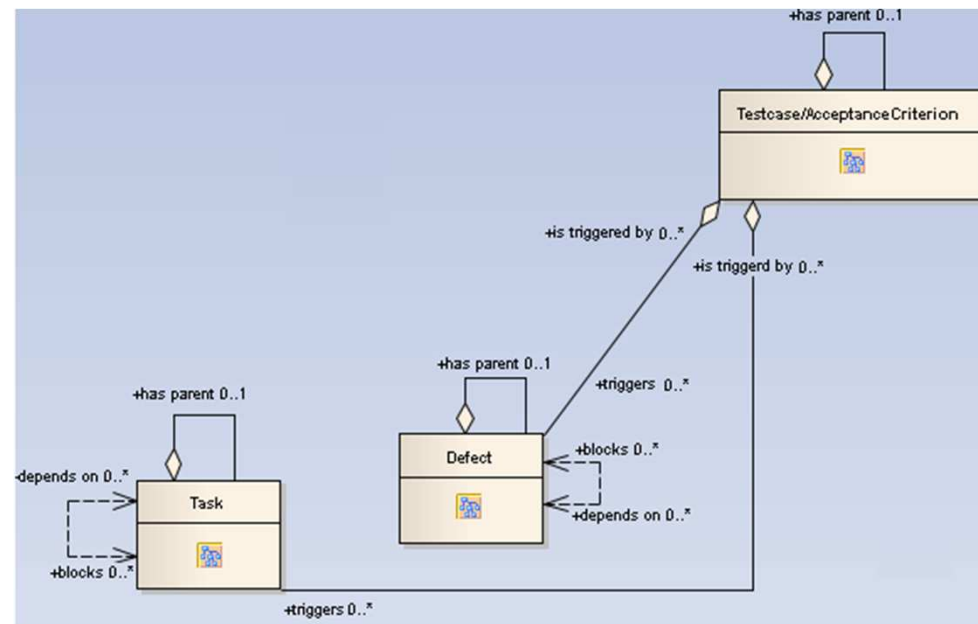 +has parent 0..1
Testcase/AcceptanceCriterion
+is triggered by 0..*
+is triggerd by 0..*
+has parent 0..1
+triggers 0..*
+has parent 0..1
Defect
+blocks 0..*
-depends on 0..*
Task
+depends on 0..*
+blocks 0..*
+triggers 0..*